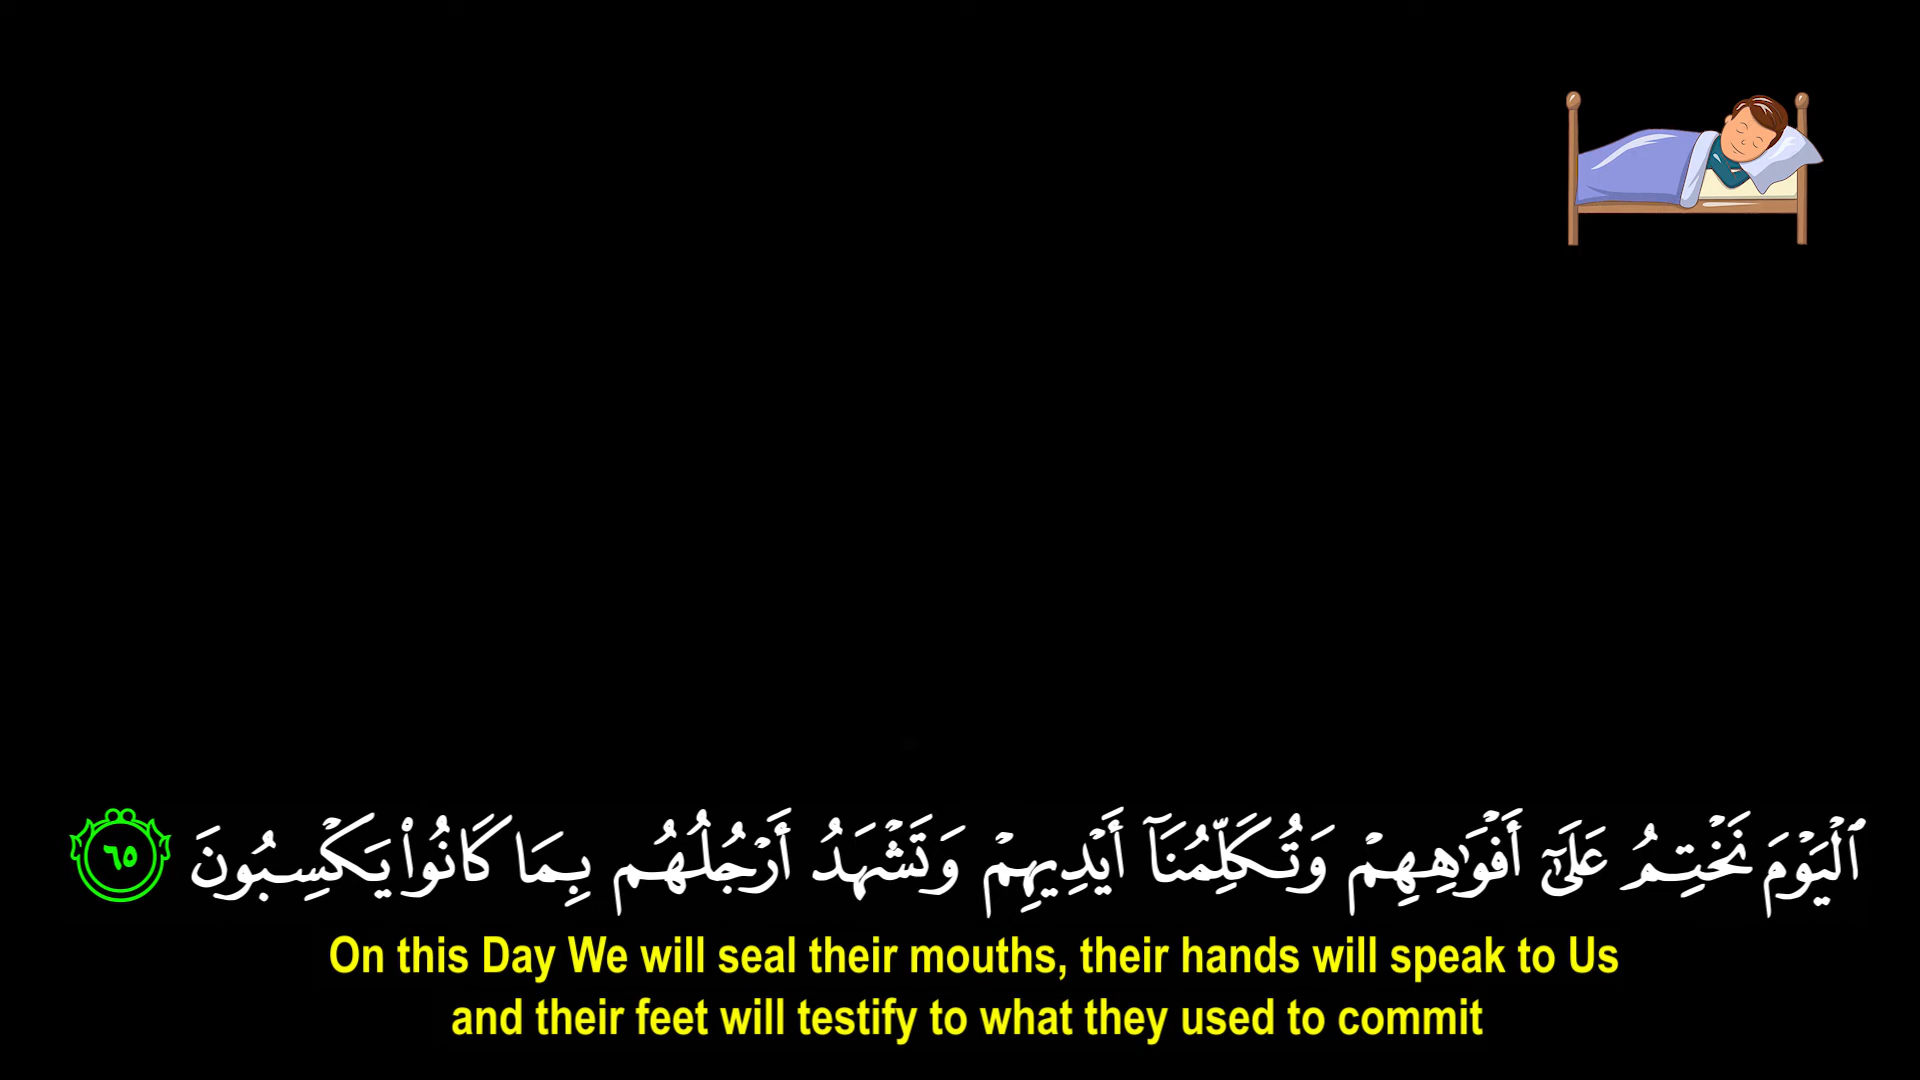 ٱلۡيَوۡمَ نَخۡتِمُ عَلَىٰٓ أَفۡوَٰهِهِمۡ وَتُكَلِّمُنَآ أَيۡدِيهِمۡ وَتَشۡهَدُ أَرۡجُلُهُم بِمَا كَانُواْ يَكۡسِبُونَ ٦٥
On this Day We will seal their mouths, their hands will speak to Us
and their feet will testify to what they used to commit